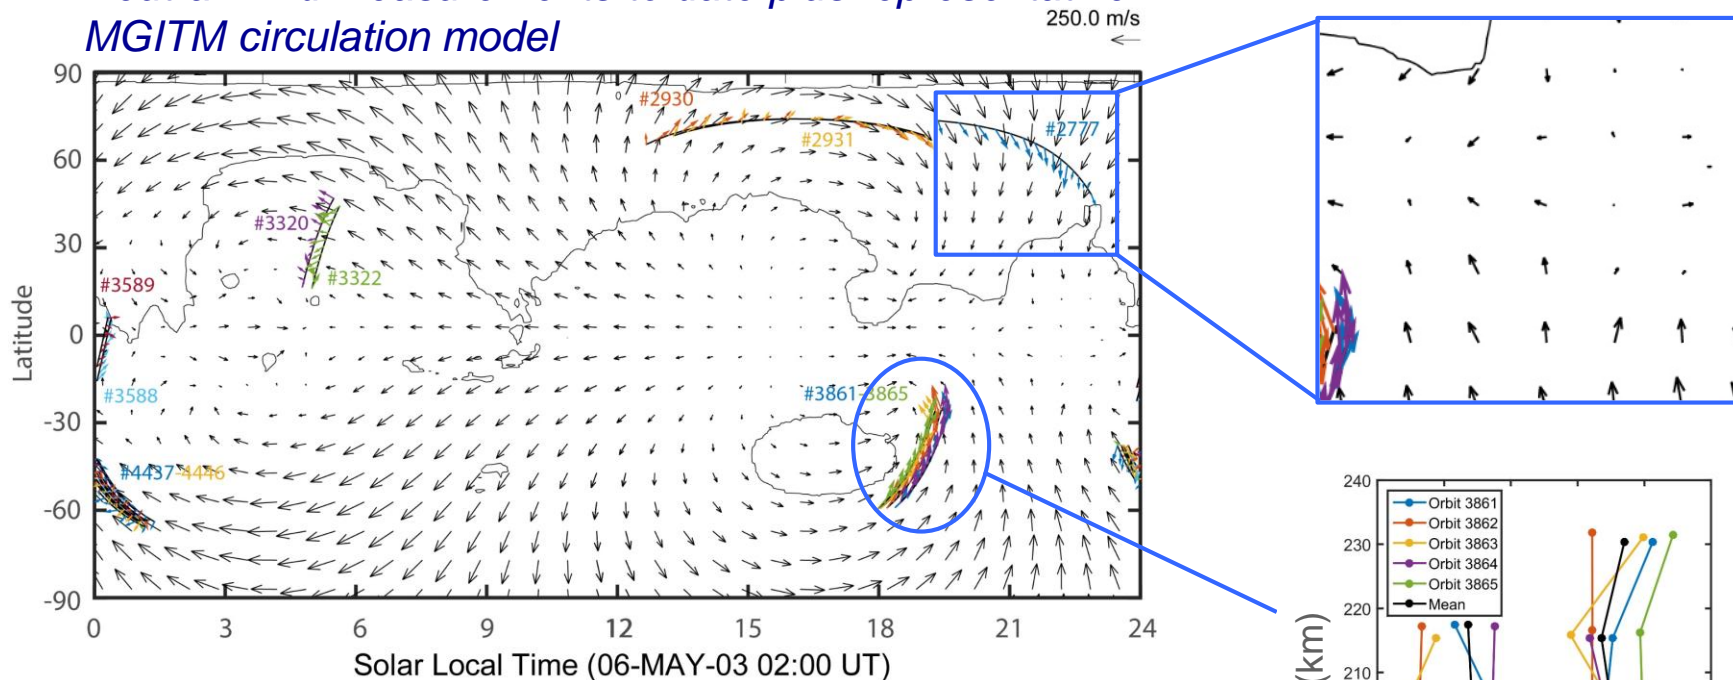 MGITM circulation model
250.0 m/s
90
60
30
0
-30
-60
-90
Latitude
#2930
#2931
#2777
#3320
#3322
#3589
#3588
#3861-3865
#4437-4446
0 3 6 9 12 15 18 21 24
Solar Local Time (06-MAY-03 02:00 UT)
240
230
220
210
(km)
Orbit 3861
Orbit 3862
Orbit 3863
Orbit 3864
Orbit 3865
Mean